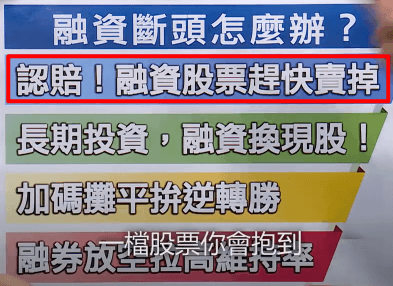 融資斷頭怎麼辦？
認賠！融資股票趕快賣掉
長期投資，融資換現股！
加碼攤平拚逆轉勝
一檔股票你會抱到
融券放空拉高維持率